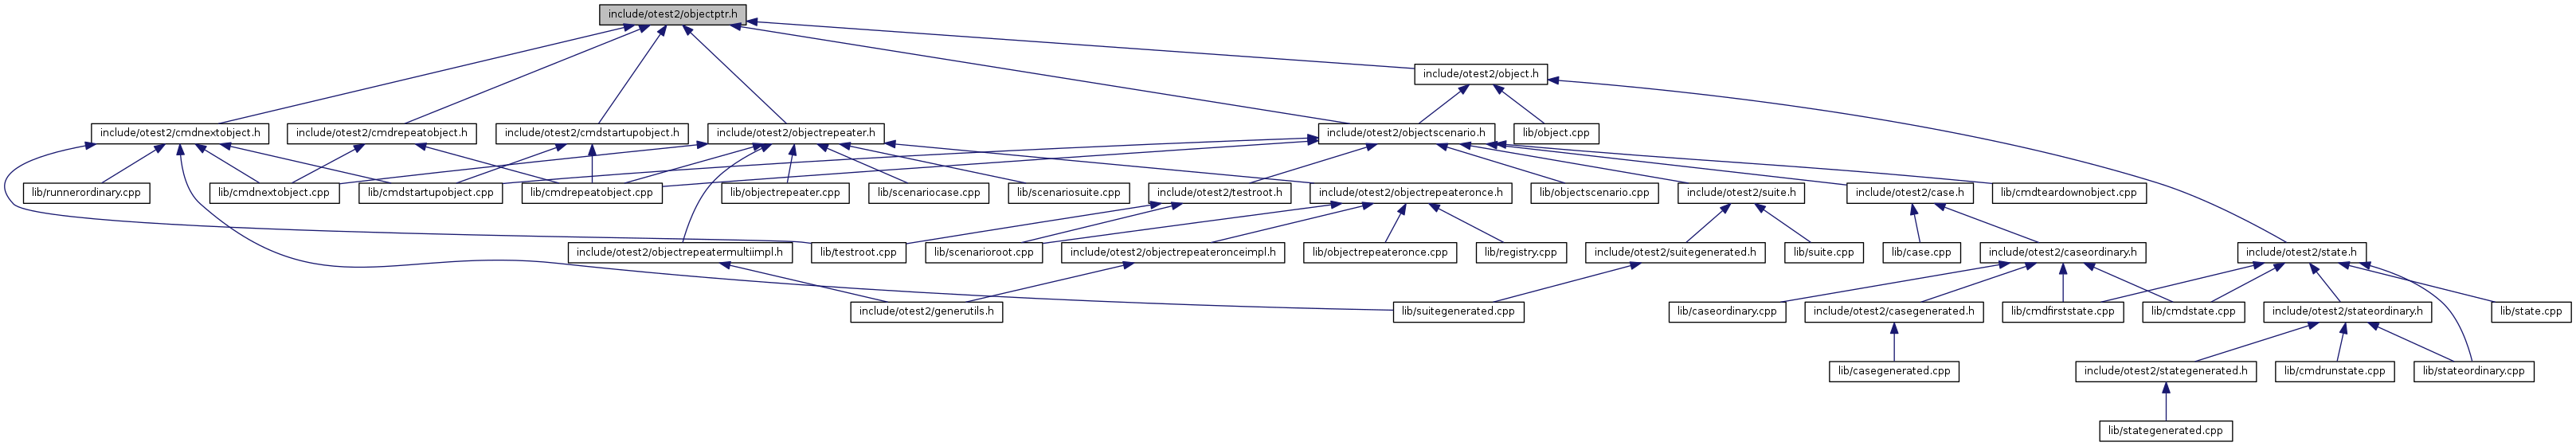 include/otest2/objectptr.h
include/otest2/object.h
include/otest2/cmdnextobject.h
include/otest2/cmdrepeatobject.h
include/otest2/cmdstartupobject.h
include/otest2/objectrepeater.h
include/otest2/objectscenario.h
lib/object.cpp
lib/runnerordinary.cpp
lib/cmdnextobject.cpp
lib/cmdstartupobject.cpp
lib/cmdrepeatobject.cpp
lib/objectrepeater.cpp
lib/scenariocase.cpp
lib/scenariosuite.cpp
include/otest2/testroot.h
include/otest2/objectrepeateronce.h
lib/objectscenario.cpp
include/otest2/suite.h
include/otest2/case.h
lib/cmdteardownobject.cpp
include/otest2/objectrepeatermultiimpl.h
lib/testroot.cpp
lib/scenarioroot.cpp
include/otest2/objectrepeateronceimpl.h
lib/objectrepeateronce.cpp
lib/registry.cpp
include/otest2/suitegenerated.h
lib/suite.cpp
lib/case.cpp
include/otest2/caseordinary.h
include/otest2/state.h
include/otest2/generutils.h
lib/suitegenerated.cpp
lib/caseordinary.cpp
include/otest2/casegenerated.h
lib/cmdfirststate.cpp
lib/cmdstate.cpp
include/otest2/stateordinary.h
lib/state.cpp
lib/casegenerated.cpp
include/otest2/stategenerated.h
lib/cmdrunstate.cpp
lib/stateordinary.cpp
lib/stategenerated.cpp